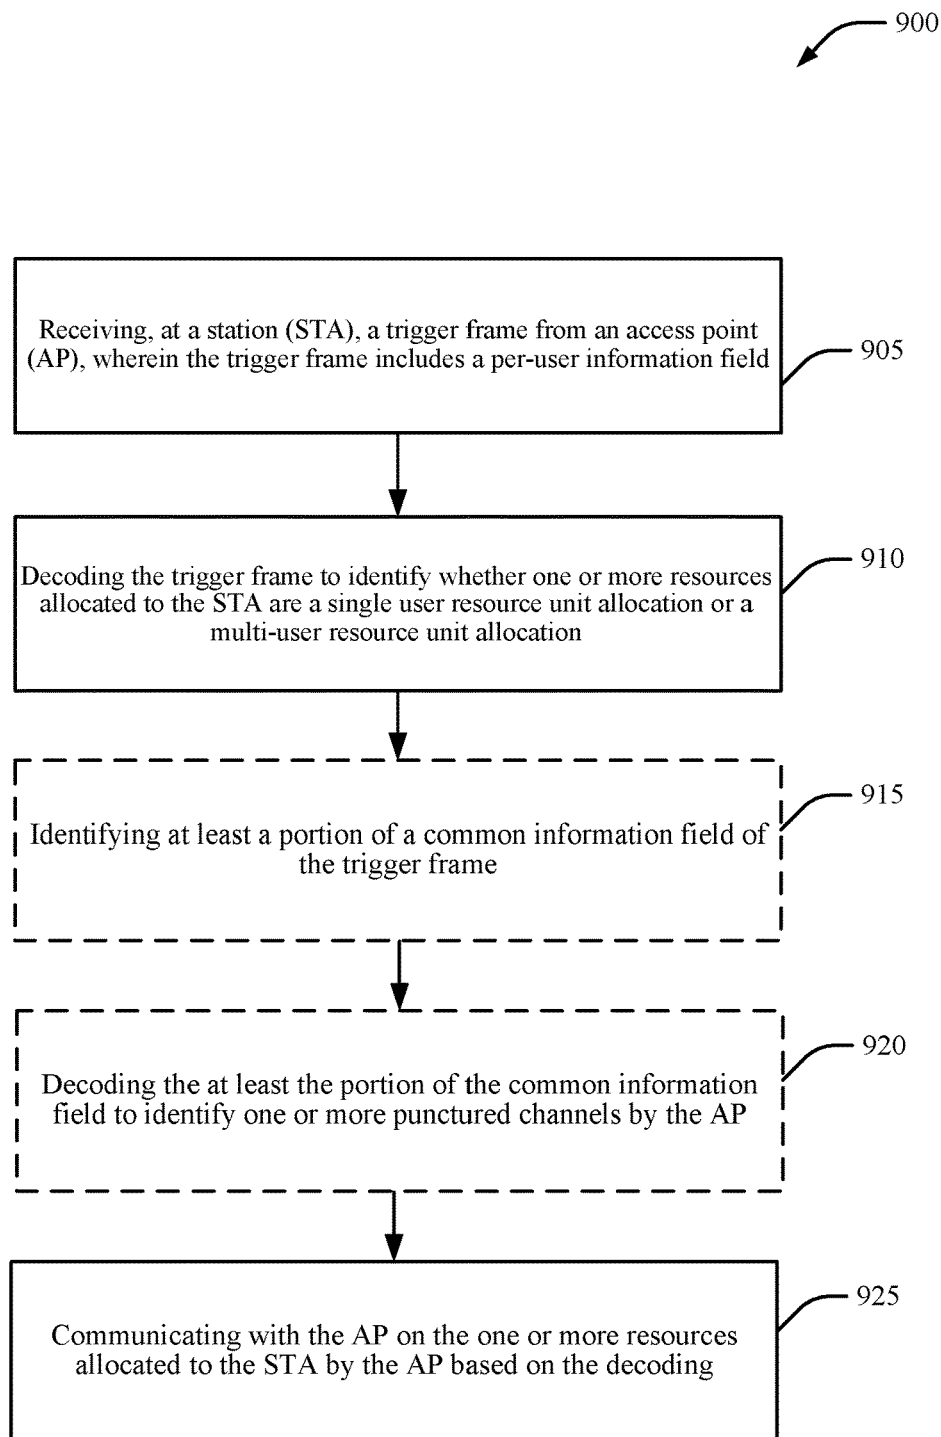 900
Receiving, at a station (STA), a trigger frame from an access point
(AP), wherein the trigger frame includes a per-user information field
905
910
Decoding the trigger frame to identify whether one or more resources
allocated to the STA are a single user resource unit allocation or a
multi-user resource unit allocation
915
Identifying at least a portion of a common information field of
the trigger frame
920
Decoding the at least the portion of the common information
field to identify one or more punctured channels by the AP
925
Communicating with the AP on the one or more resources
allocated to the STA by the AP based on the decoding